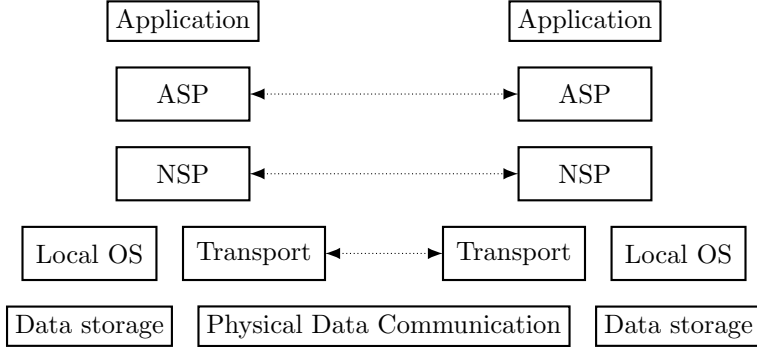 Application Application
ASP ASP
NSP NSP
Local OS Transport Transport Local OS
Data storage Physical Data Communication Data storage